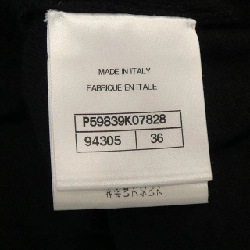 MADE IN ITALY
FABRIQUE EN ITALIE
P59839K07828
94305 36